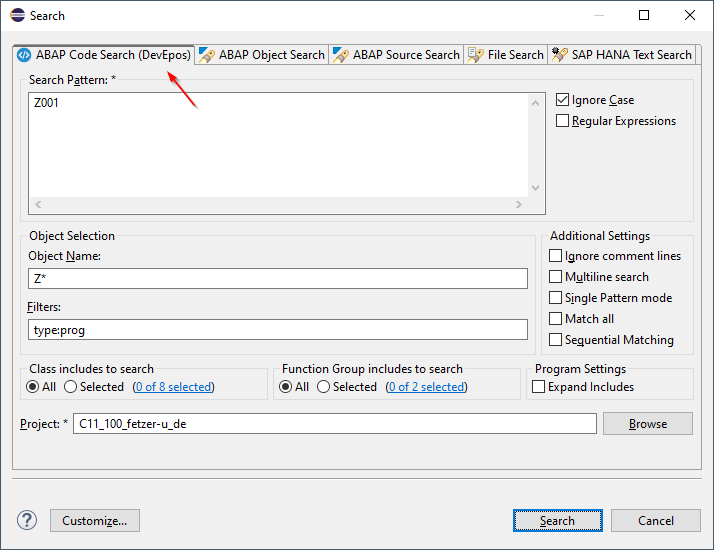 Search
ABAP Code Search (DevEpos) ABAP Object Search ABAP Source Search File Search SAP HANA Text Search
Search Pattern: *
Z001
Ignore Case
Regular Expressions
Object Selection
Object Name:
Z*
Filters:
type:prog
Additional Settings
Ignore comment lines
Multiline search
Single Pattern mode
Match all
Sequential Matching
Class includes to search
All Selected (0 of 8 selected)
Function Group includes to search
All Selected (0 of 2 selected)
Program Settings
Expand Includes
Project: * C11_100_fetzer-u_de Browse
? Customize... Search Cancel